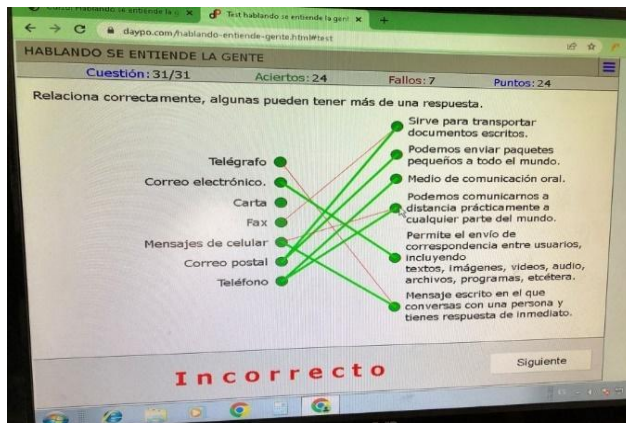 Test hablando se entiende la gent
daypo.com/hablando-entiende-gente.html#test
HABLANDO SE ENTIENDE LA GENTE
Cuestión: 31/31 Aciertos: 24 Fallos: 7 Puntos: 24
Relaciona correctamente, algunas pueden tener más de una respuesta.
Telégrafo
Correo electrónico.
Carta
Fax
Mensajes de celular
Correo postal
Teléfono
Sirve para transportar
documentos escritos.
Podemos enviar paquetes
pequeños a todo el mundo.
Medio de comunicación oral.
Podemos comunicarnos a
distancia prácticamente a
cualquier parte del mundo.
Permite el envío de
correspondencia entre usuarios,
incluyendo
textos, imágenes, videos, audio,
archivos, programas, etcétera.
Mensaje escrito en el que
conversas con una persona y
tienes respuesta de inmediato.
Incorrecto
Siguiente